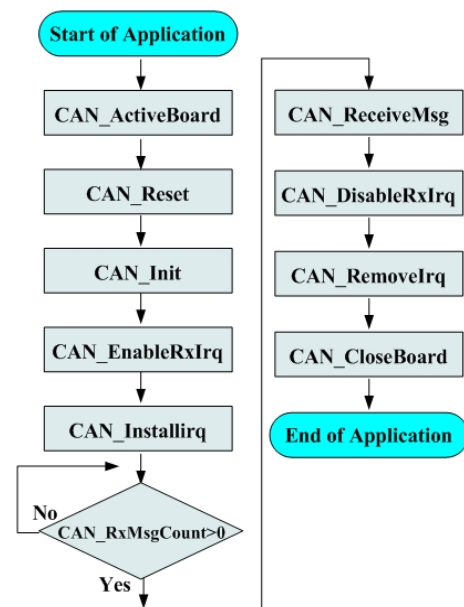 Start of Application
CAN_ActiveBoard
CAN_Reset
CAN_Init
CAN_EnableRxIrq
CAN_Installirq
No
CAN_RxMsgCount>0
Yes
CAN_ReceiveMsg
CAN_DisableRxIrq
CAN_RemoveIrq
CAN_CloseBoard
End of Application